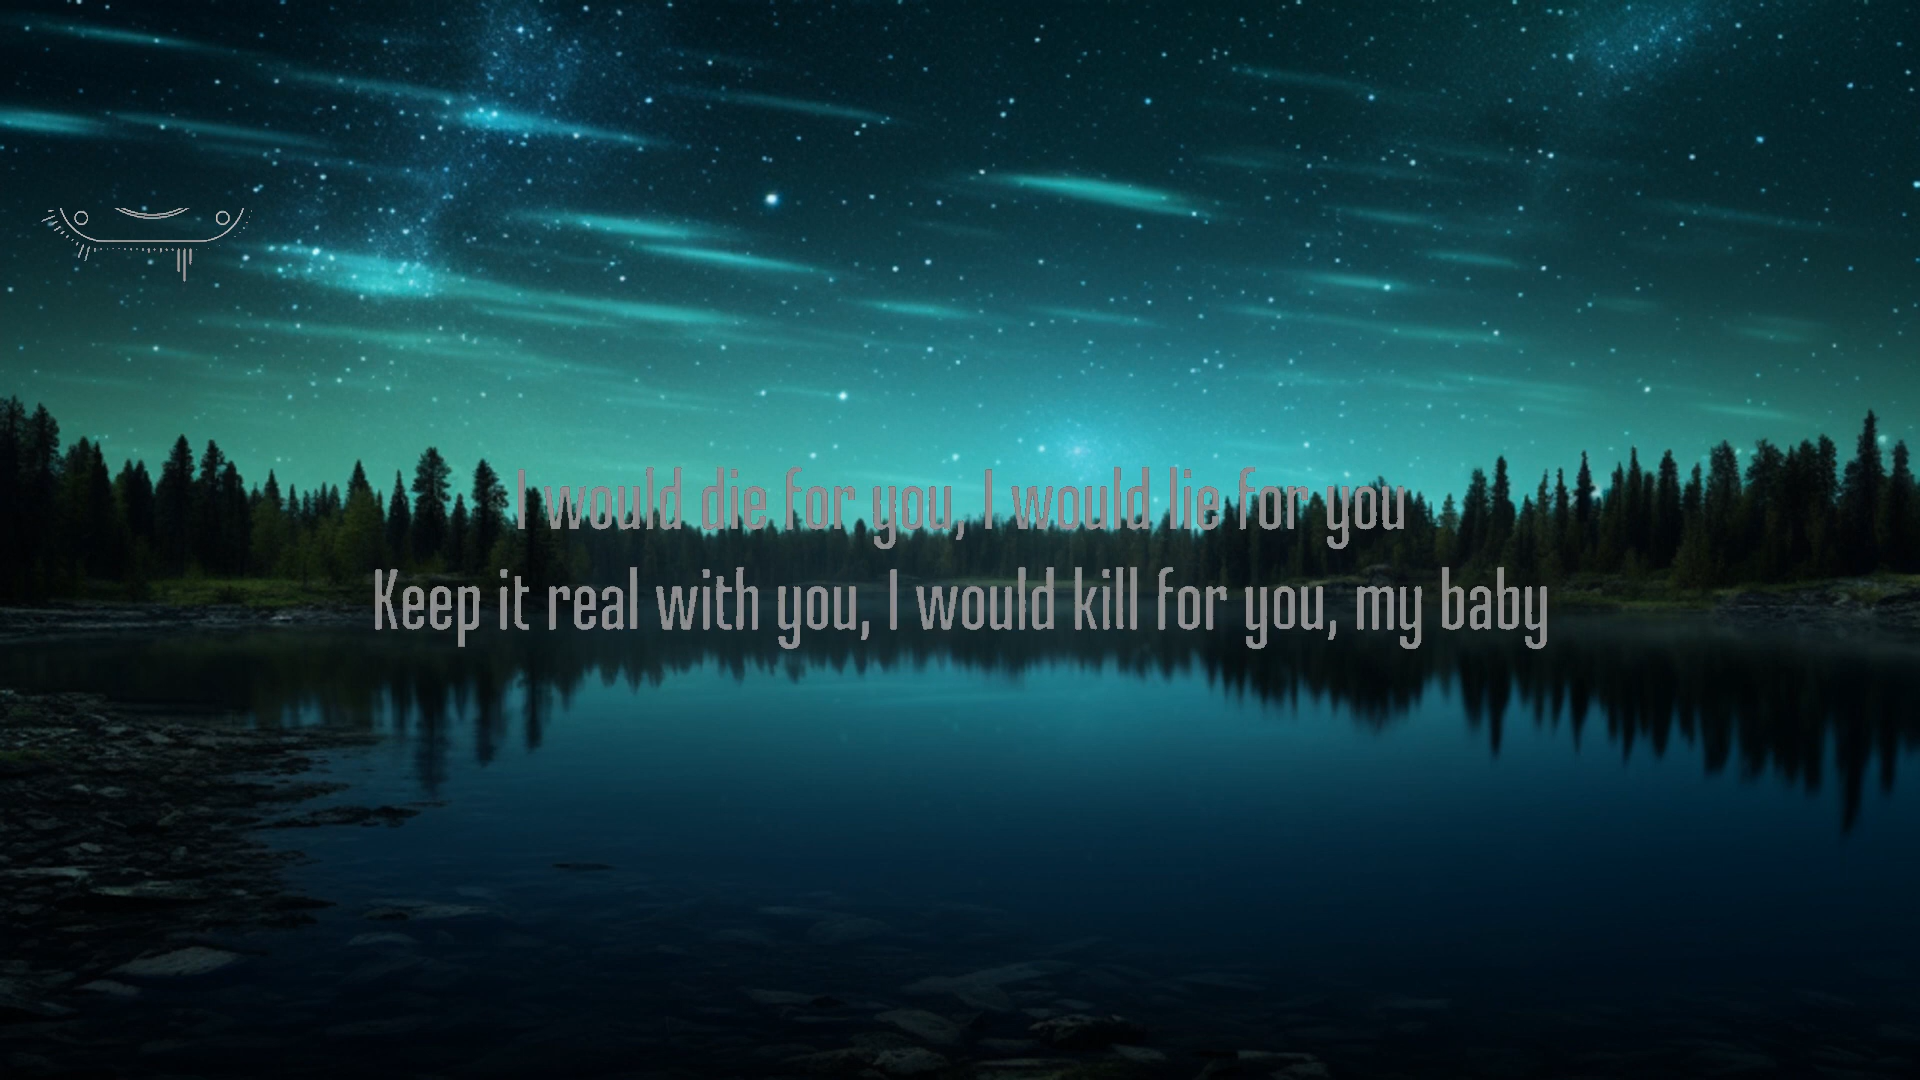 I would die for you, I would lie for you
Keep it real with you, I would kill for you, my baby